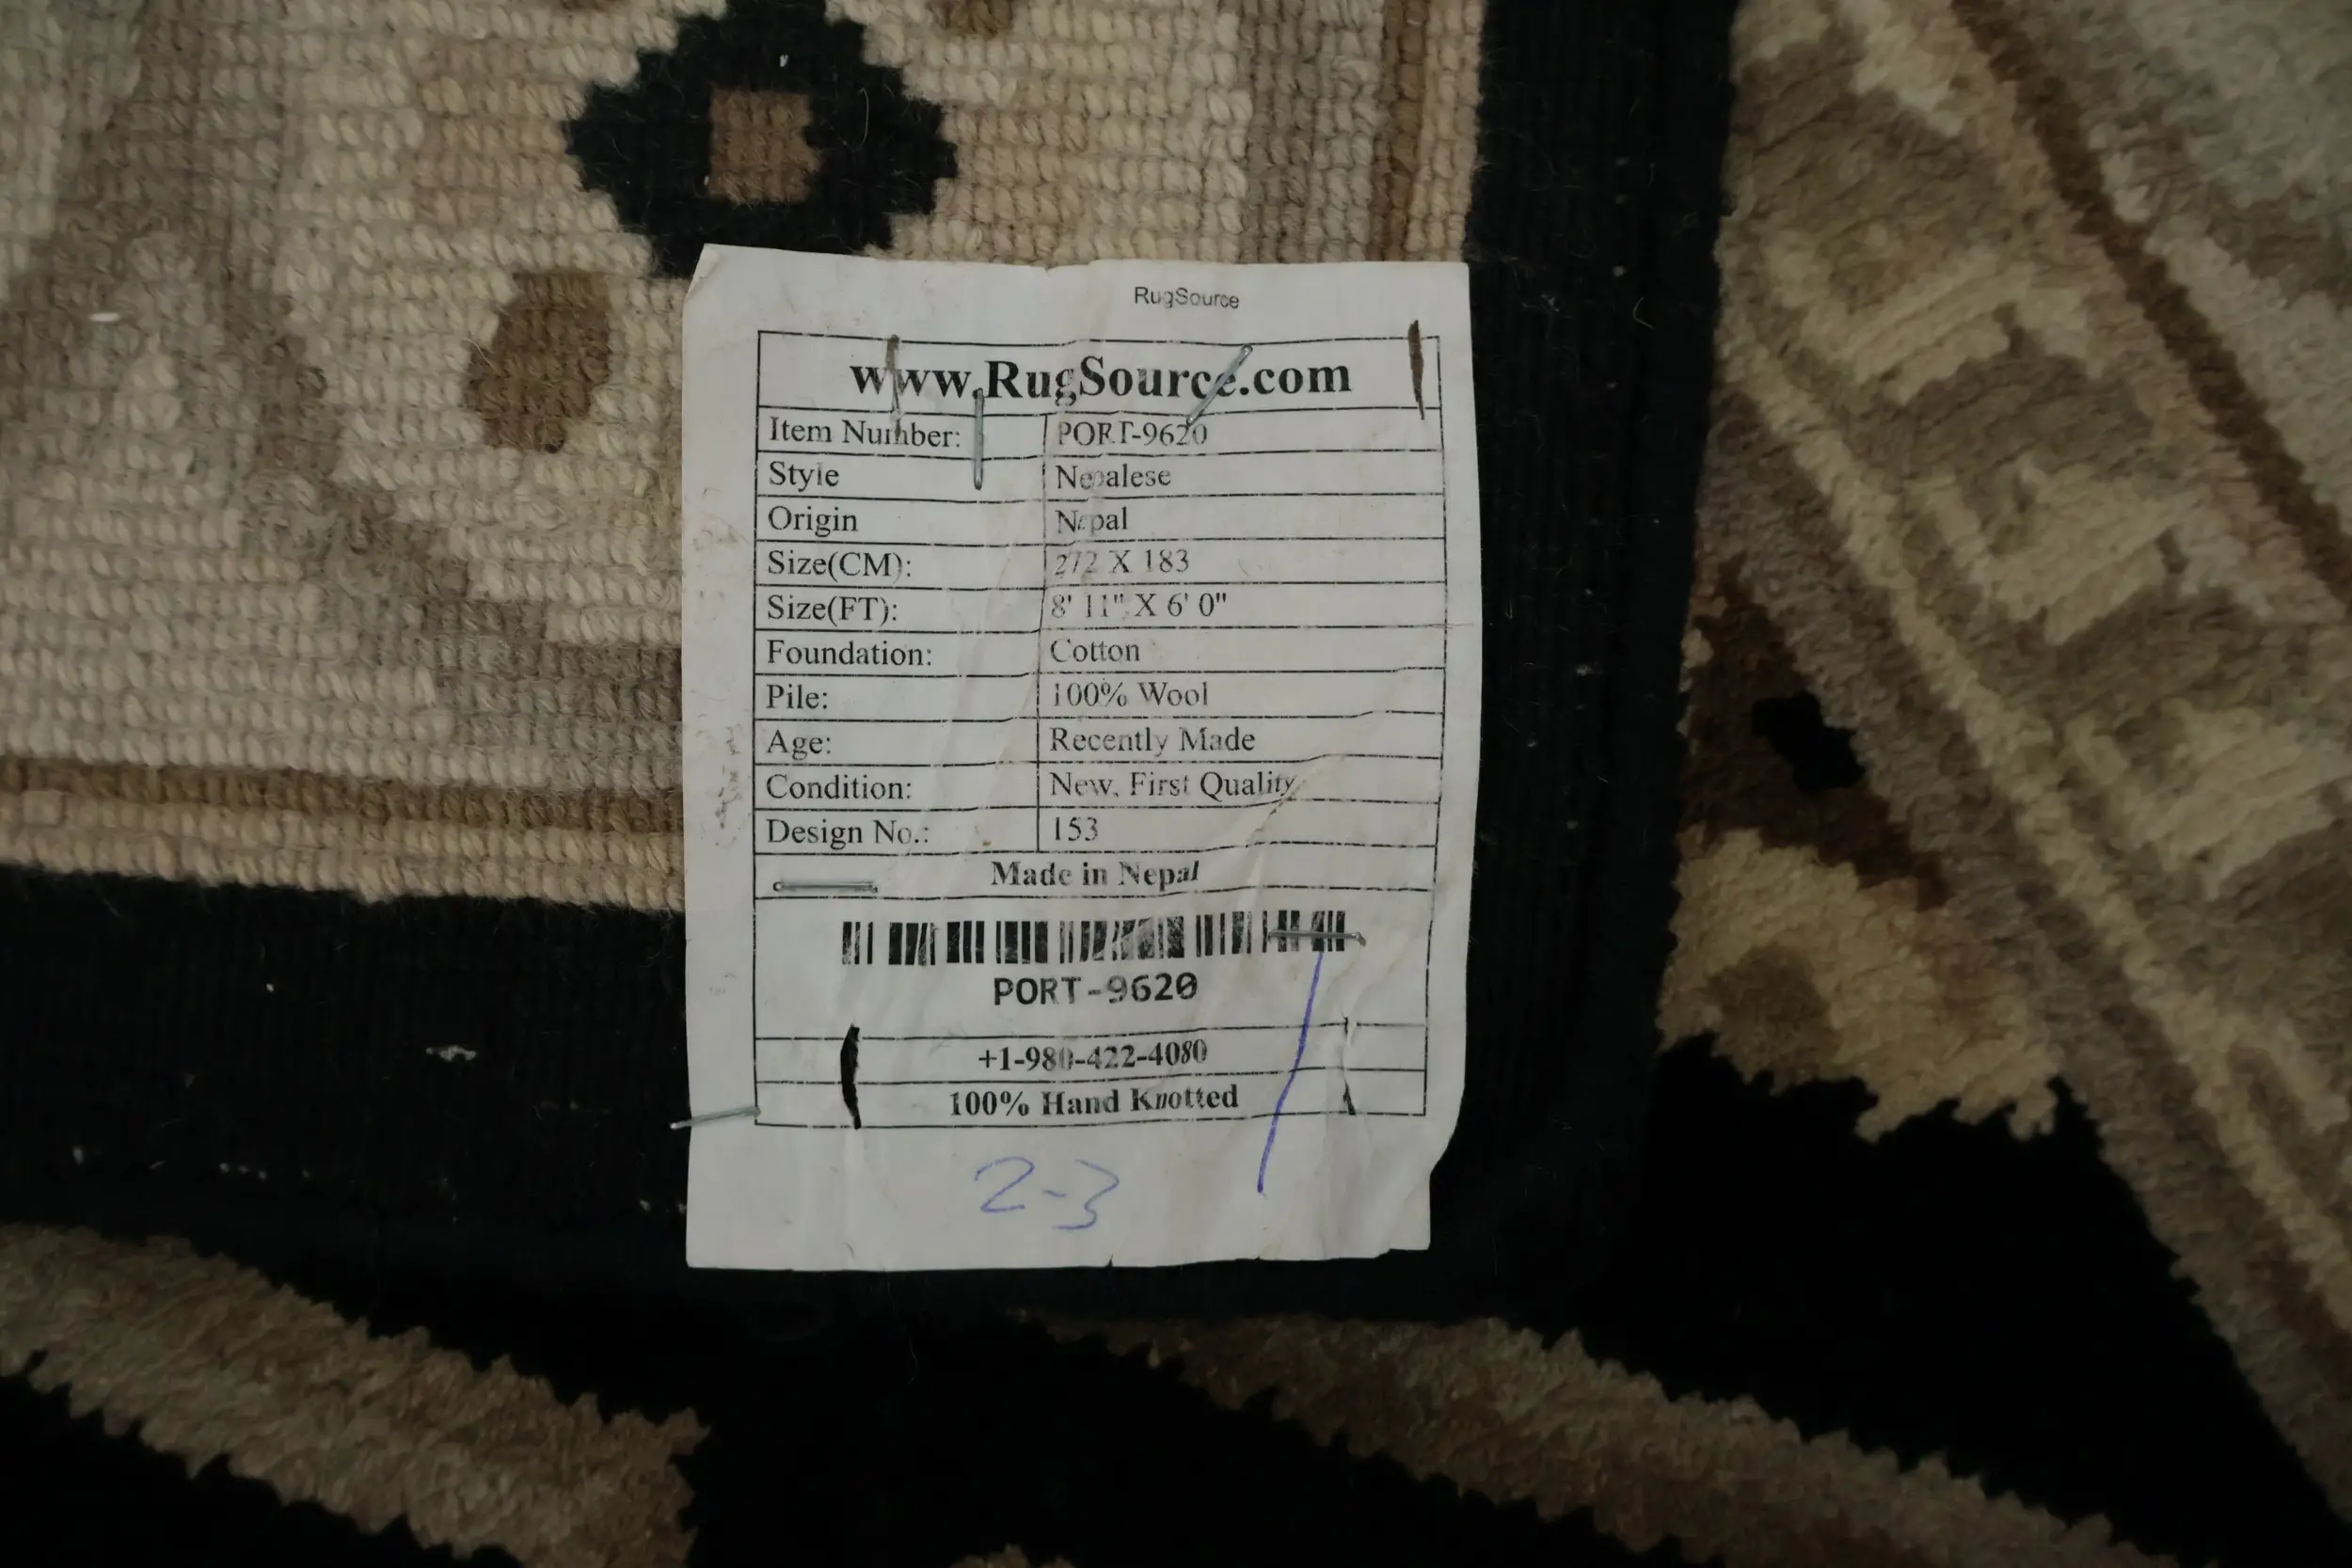 RugSource
www.RugSource.com
Item Number: PORT-9620
Style Nepalese
Origin Nepal
Size(CM): 272 X 183
Size(FT): 8' 11" X 6' 0"
Foundation: Cotton
Pile: 100% Wool
Age: Recently Made
Condition: New, First Quality
Design No.: 153
Made in Nepal
PORT-9620
+1-980-422-4080
100% Hand Knotted
2-3